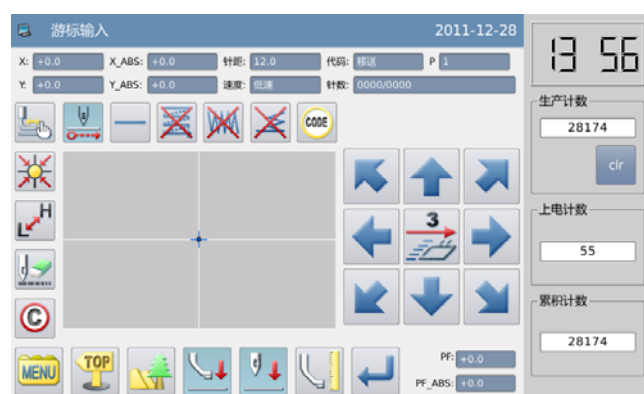 游标输入 2011-12-28
X: +0.0 X_ABS: +0.0 针距: 12.0 代码: 移送 P 1
Y: +0.0 Y_ABS: +0.0 速度: 低速 针数: 0000/0000
CODE
H
L
3
C
MENU TOP
PF: +0.0
PF_ABS: +0.0
13 56
生产计数
28174
clr
上电计数
55
累积计数
28174